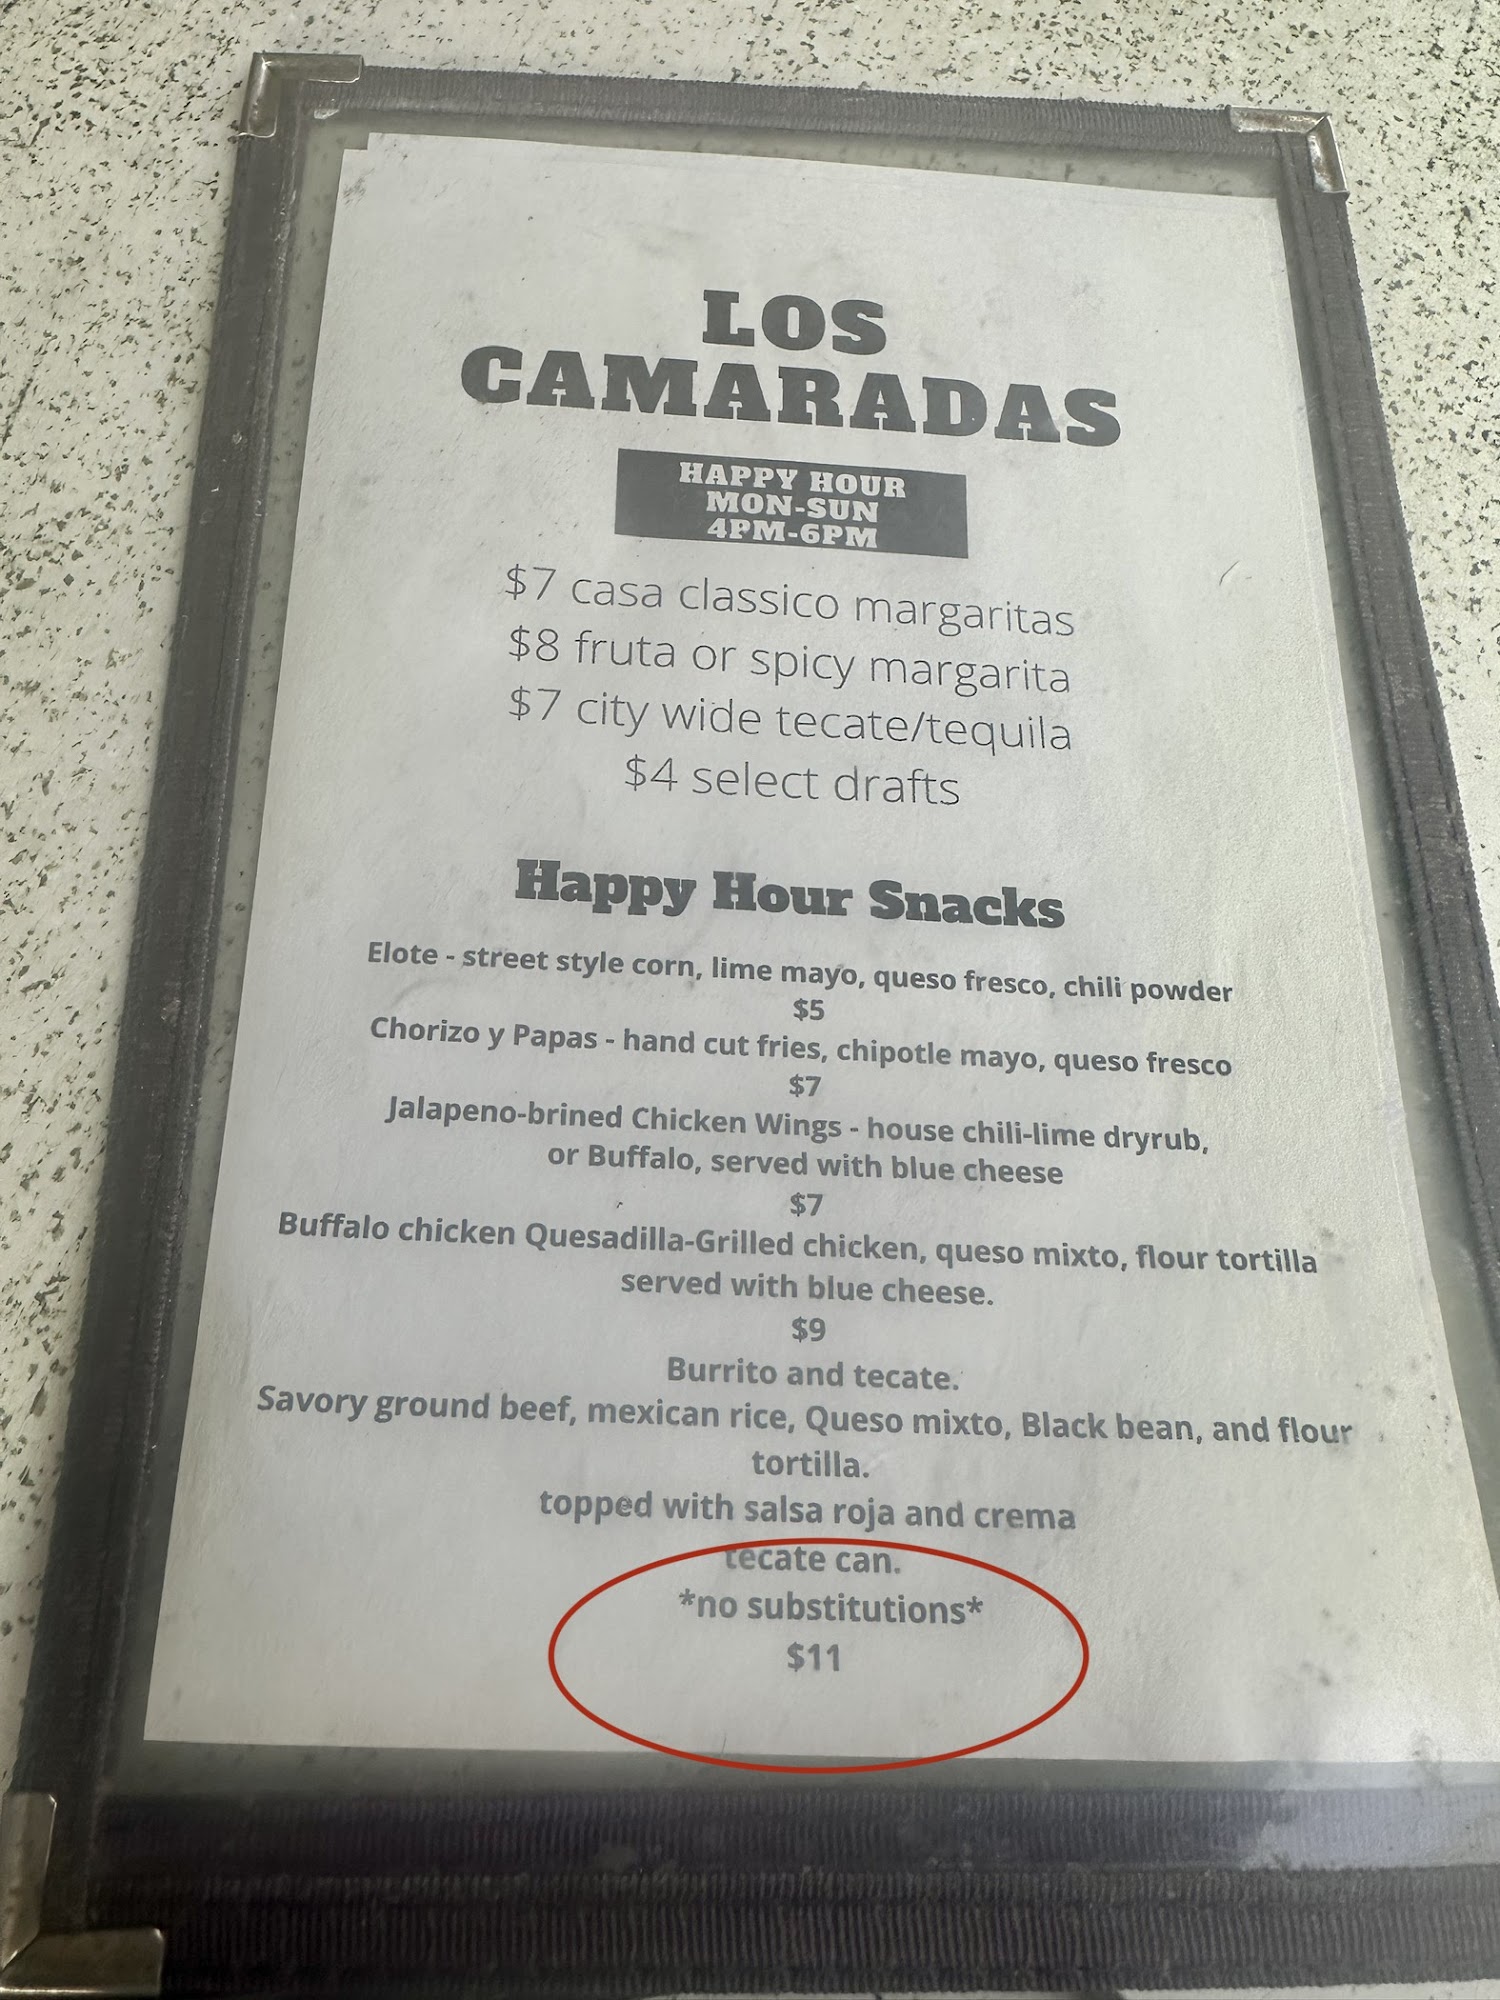 LOS
CAMARADAS
HAPPY HOUR
MON-SUN
4PM-6PM
$7 casa classico margaritas
$8 fruta or spicy margarita
$7 city wide tecate/tequila
$4 select drafts
Happy Hour Snacks
Elote - street style corn, lime mayo, queso fresco, chili powder
$5
Chorizo y Papas - hand cut fries, chipotle mayo, queso fresco
$7
Jalapeno-brined Chicken Wings - house chili-lime dryrub,
or Buffalo, served with blue cheese
$7
Buffalo chicken Quesadilla-Grilled chicken, queso mixto, flour tortilla
served with blue cheese.
$9
Burrito and tecate.
Savory ground beef, mexican rice, Queso mixto, Black bean, and flour
tortilla.
topped with salsa roja and crema
tecate can.
*no substitutions*
$11